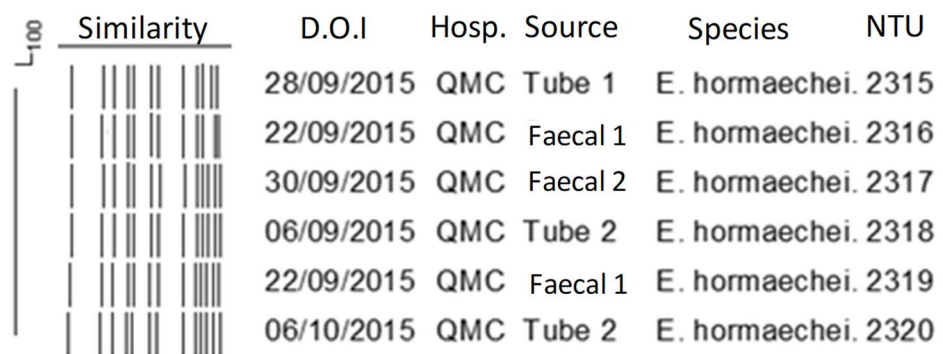 100 Similarity D.O.I Hosp. Source Species NTU
28/09/2015 QMC Tube 1 E. hormaechei. 2315
22/09/2015 QMC Faecal 1 E. hormaechei. 2316
30/09/2015 QMC Faecal 2 E. hormaechei. 2317
06/09/2015 QMC Tube 2 E. hormaechei. 2318
22/09/2015 QMC Faecal 1 E. hormaechei. 2319
06/10/2015 QMC Tube 2 E. hormaechei. 2320